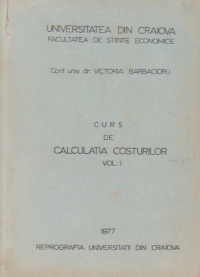 UNIVERSITATEA DIN CRAIOVA
FACULTATEA DE STIINTE ECONOMICE
Conf. univ. dr. VICTORIA BARBACIORU
CURS
DE
CALCULATIA COSTURILOR
VOL. I
1977
REPROGRAFIA UNIVERSITATII DIN CRAIOVA